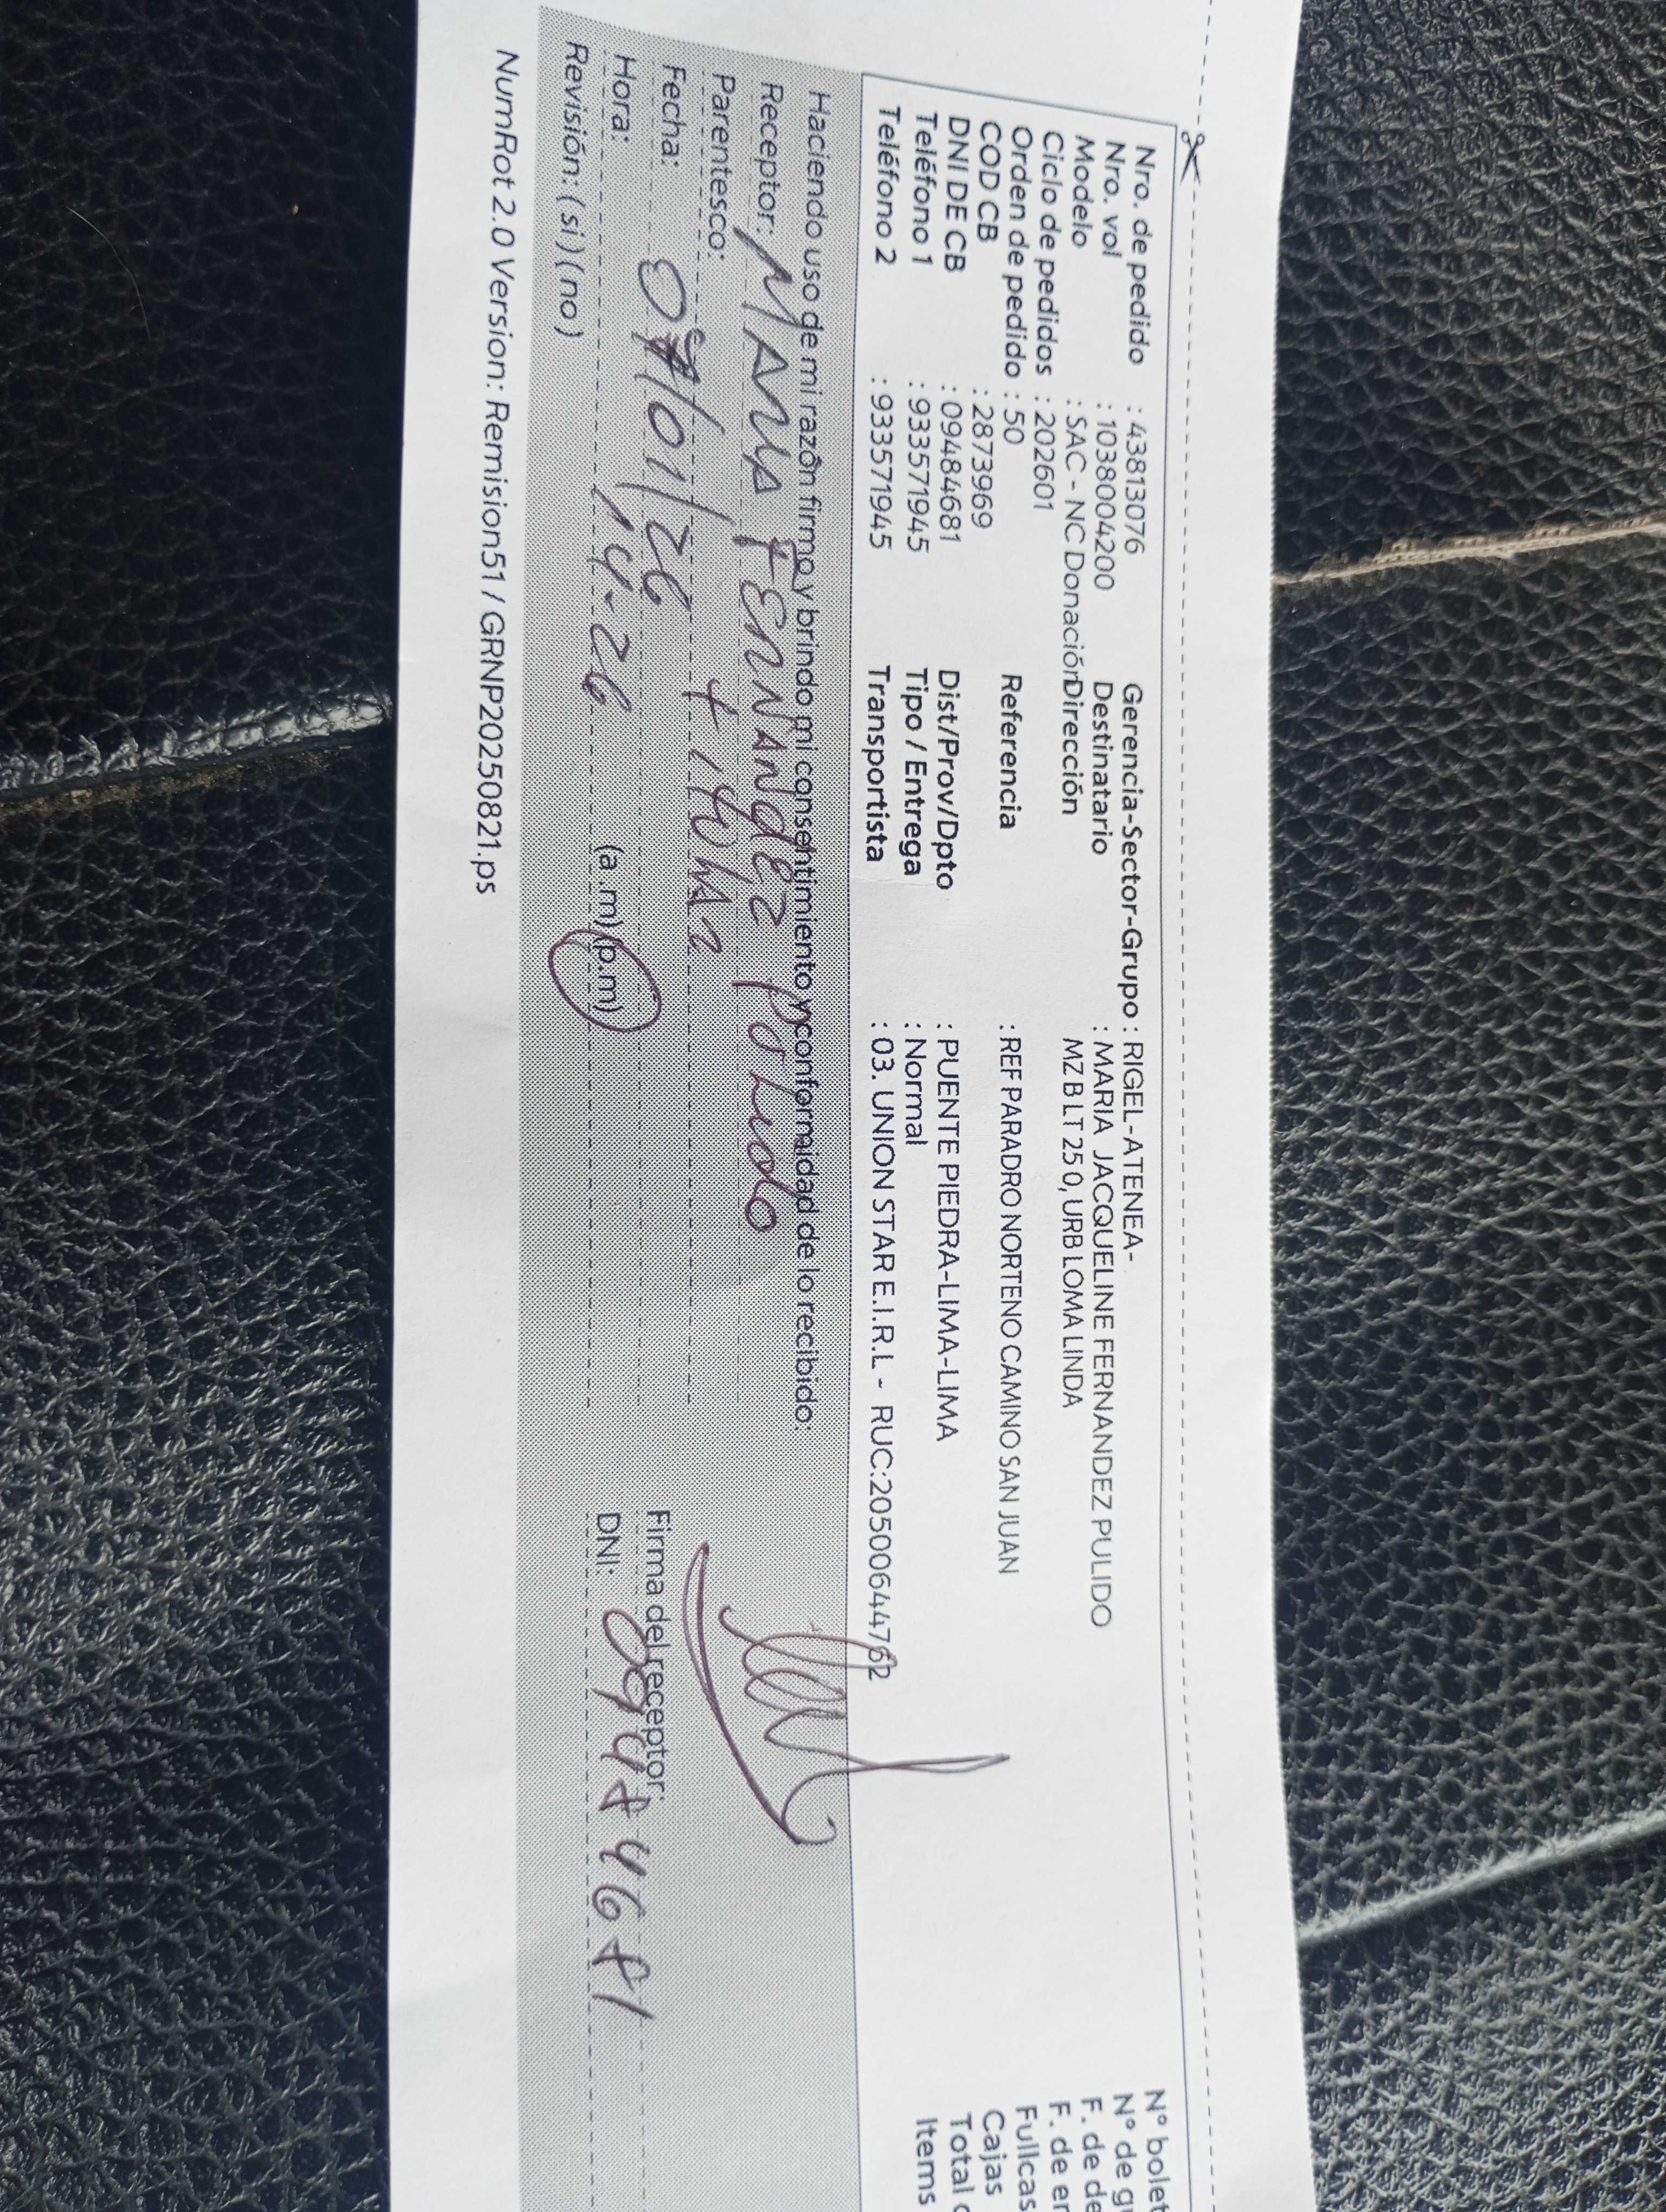 Nro. de pedido : 43813076
Nro. vol : 10380004200
Modelo : SAC - NC Donación
Ciclo de pedidos : 202601
Orden de pedido : 50
COD CB : 2873969
DNI DE CB : 09484681
Teléfono 1 : 933571945
Teléfono 2 : 933571945
Gerencia-Sector-Grupo : RIGEL-ATENEA-
Destinatario : MARIA JACQUELINE FERNANDEZ PULIDO
Dirección MZ B LT 25 0, URB LOMA LINDA
Referencia : REF PARADRO NORTENO CAMINO SAN JUAN
Dist/Prov/Dpto : PUENTE PIEDRA-LIMA-LIMA
Tipo / Entrega : Normal
Transportista : 03. UNION STAR E.I.R.L - RUC:20500644762
N° bolet
N° de g
F. de de
F. de e
Fullcas
Cajas
Total
Items
Haciendo uso de mi razón firmo y brindo mi consentimiento y conformidad de lo recibido:
Receptor: MARIA FERNANDEZ PULIDO
Parentesco: titular
Fecha: 07/01/26
Hora: 14-26 (a.m) (p.m)
Revisión: (si) (no)
Firma del receptor:
DNI: 09484681
NumRot 2.0 Version: Remision51 / GRNP20250821.ps